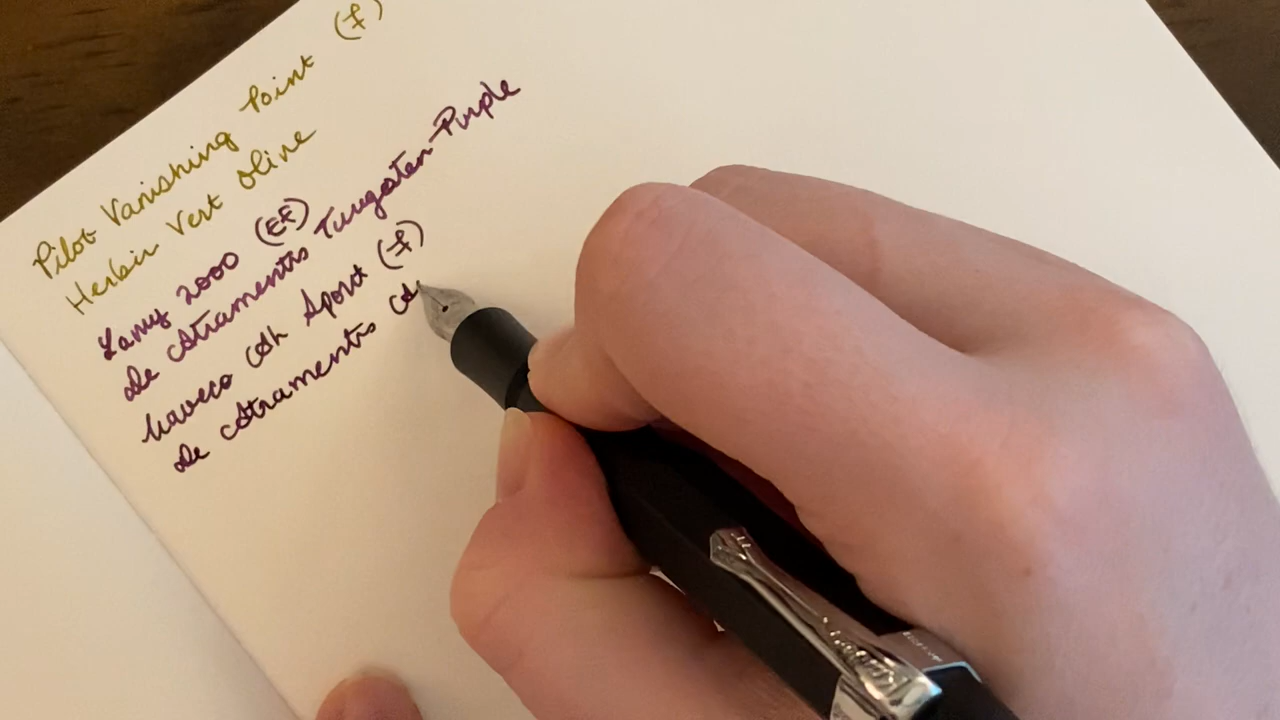 Pilot Vanishing Point (F)
Herbin Vert Olive
Lamy 2000 (EF)
De Atramentis Tungsten-Purple
Kaweco Al Sport (F)
De Atramentis